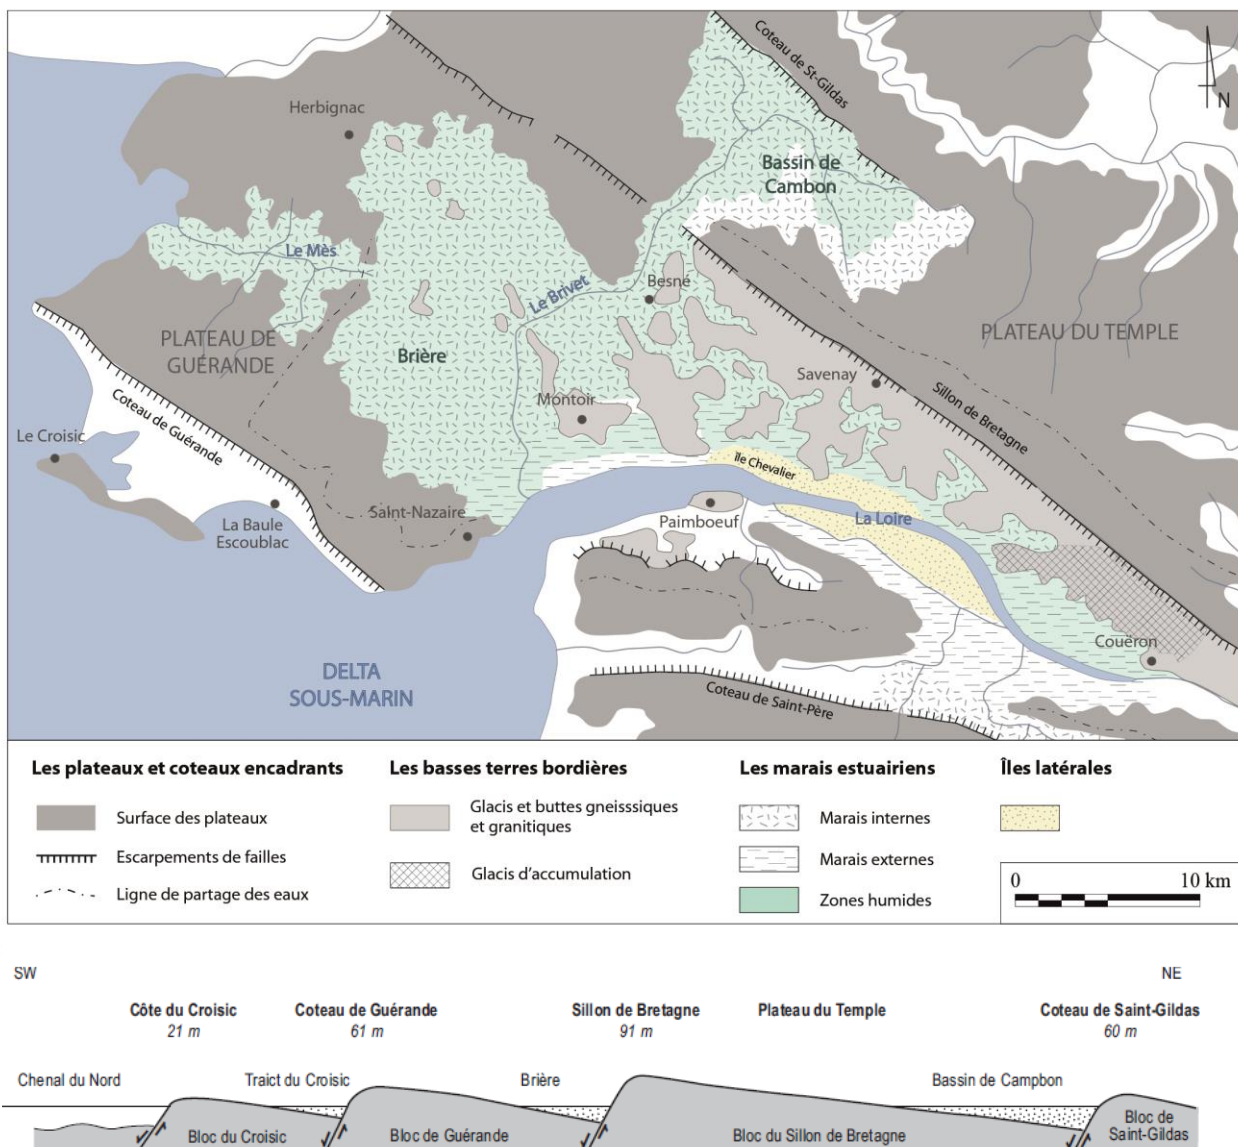 Coteau de St-Gildas
N
Herbignac
Bassin de
Cambon
Le Mès
Le Brivet
Besné
PLATEAU DE
GUÉRANDE
PLATEAU DU TEMPLE
Brière
Savenay
Sillon de Bretagne
Coteau de Guérande
Montoir
Le Croisic
île Chevalier
La Baule
Escoublac
Saint-Nazaire
Paimboeuf
La Loire
Couëron
DELTA
SOUS-MARIN
Coteau de Saint-Père
Les plateaux et coteaux encadrants
Surface des plateaux
Escarpements de failles
Ligne de partage des eaux
Les basses terres bordières
Glacis et buttes gneisssiques
et granitiques
Glacis d'accumulation
Les marais estuairiens
Marais internes
Marais externes
Zones humides
Îles latérales
0 10 km
SW NE
Côte du Croisic Coteau de Guérande Sillon de Bretagne Plateau du Temple Coteau de Saint-Gildas
21 m 61 m 91 m 60 m
Chenal du Nord Traict du Croisic Brière Bassin de Campbon
Bloc du Croisic Bloc de Guérande Bloc du Sillon de Bretagne Bloc de
Saint-Gildas